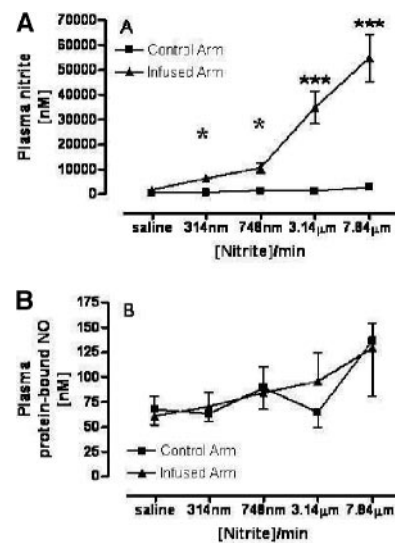 A
A
Control Arm
Infused Arm
Plasma nitrite
[nM]
70000
60000
50000
40000
30000
20000
10000
0
*
*
***
***
saline 314nm 748nm 3.14µm 7.84µm
[Nitrite]/min
B
B
Plasma
protein-bound NO
[nM]
175
150
125
100
75
50
25
0
Control Arm
Infused Arm
saline 314nm 748nm 3.14µm 7.84µm
[Nitrite]/min